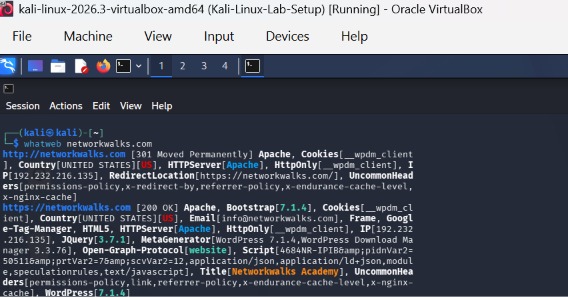 kali-linux-2026.3-virtualbox-amd64 (Kali-Linux-Lab-Setup) [Running] - Oracle VirtualBox
File Machine View Input Devices Help
1 2 3 4
Session Actions Edit View Help
(kali㉿kali)-[~]
$ whatweb networkwalks.com
http://networkwalks.com [301 Moved Permanently] Apache, Cookies[__wpdm_client
], Country[UNITED STATES][US], HTTPServer[Apache], HttpOnly[__wpdm_client], I
P[192.232.216.135], RedirectLocation[https://networkwalks.com/], UncommonHead
ers[permissions-policy,x-redirect-by,referrer-policy,x-endurance-cache-level,
x-nginx-cache]
https://networkwalks.com [200 OK] Apache, Bootstrap[7.1.4], Cookies[__wpdm_cl
ient], Country[UNITED STATES][US], Email[info@networkwalks.com], Frame, Googl
e-Tag-Manager, HTML5, HTTPServer[Apache], HttpOnly[__wpdm_client], IP[192.232
.216.135], JQuery[3.7.1], MetaGenerator[WordPress 7.1.4,WordPress Download Ma
nager 3.3.76], Open-Graph-Protocol[website], Script[4684NR-IPIB&amp;pidnVar2=
50511&amp;prtVar2=7&amp;scvVar2=12,application/json,application/ld+json,modul
e,speculationrules,text/javascript], Title[Networkwalks Academy], UncommonHea
ders[permissions-policy,link,referrer-policy,x-endurance-cache-level,x-nginx-
cache], WordPress[7.1.4]